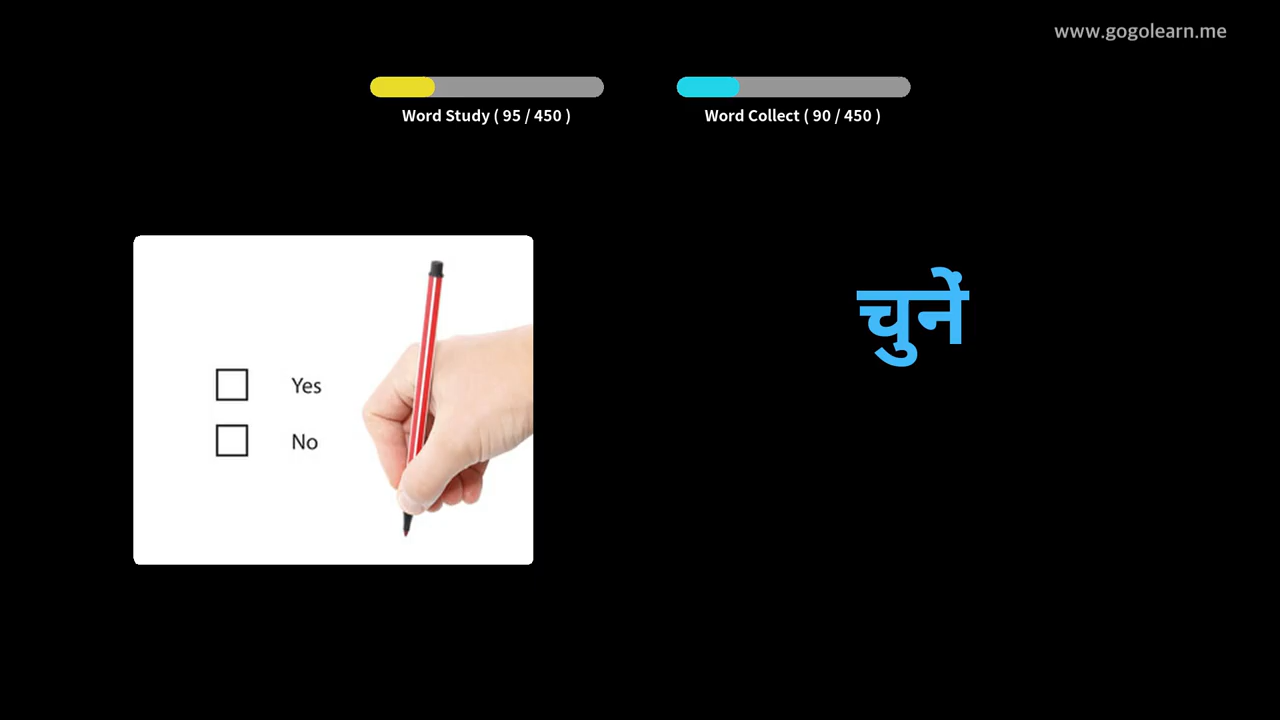 www.gogolearn.me
Word Study ( 95 / 450 )
Word Collect ( 90 / 450 )
चुनें
Yes
No